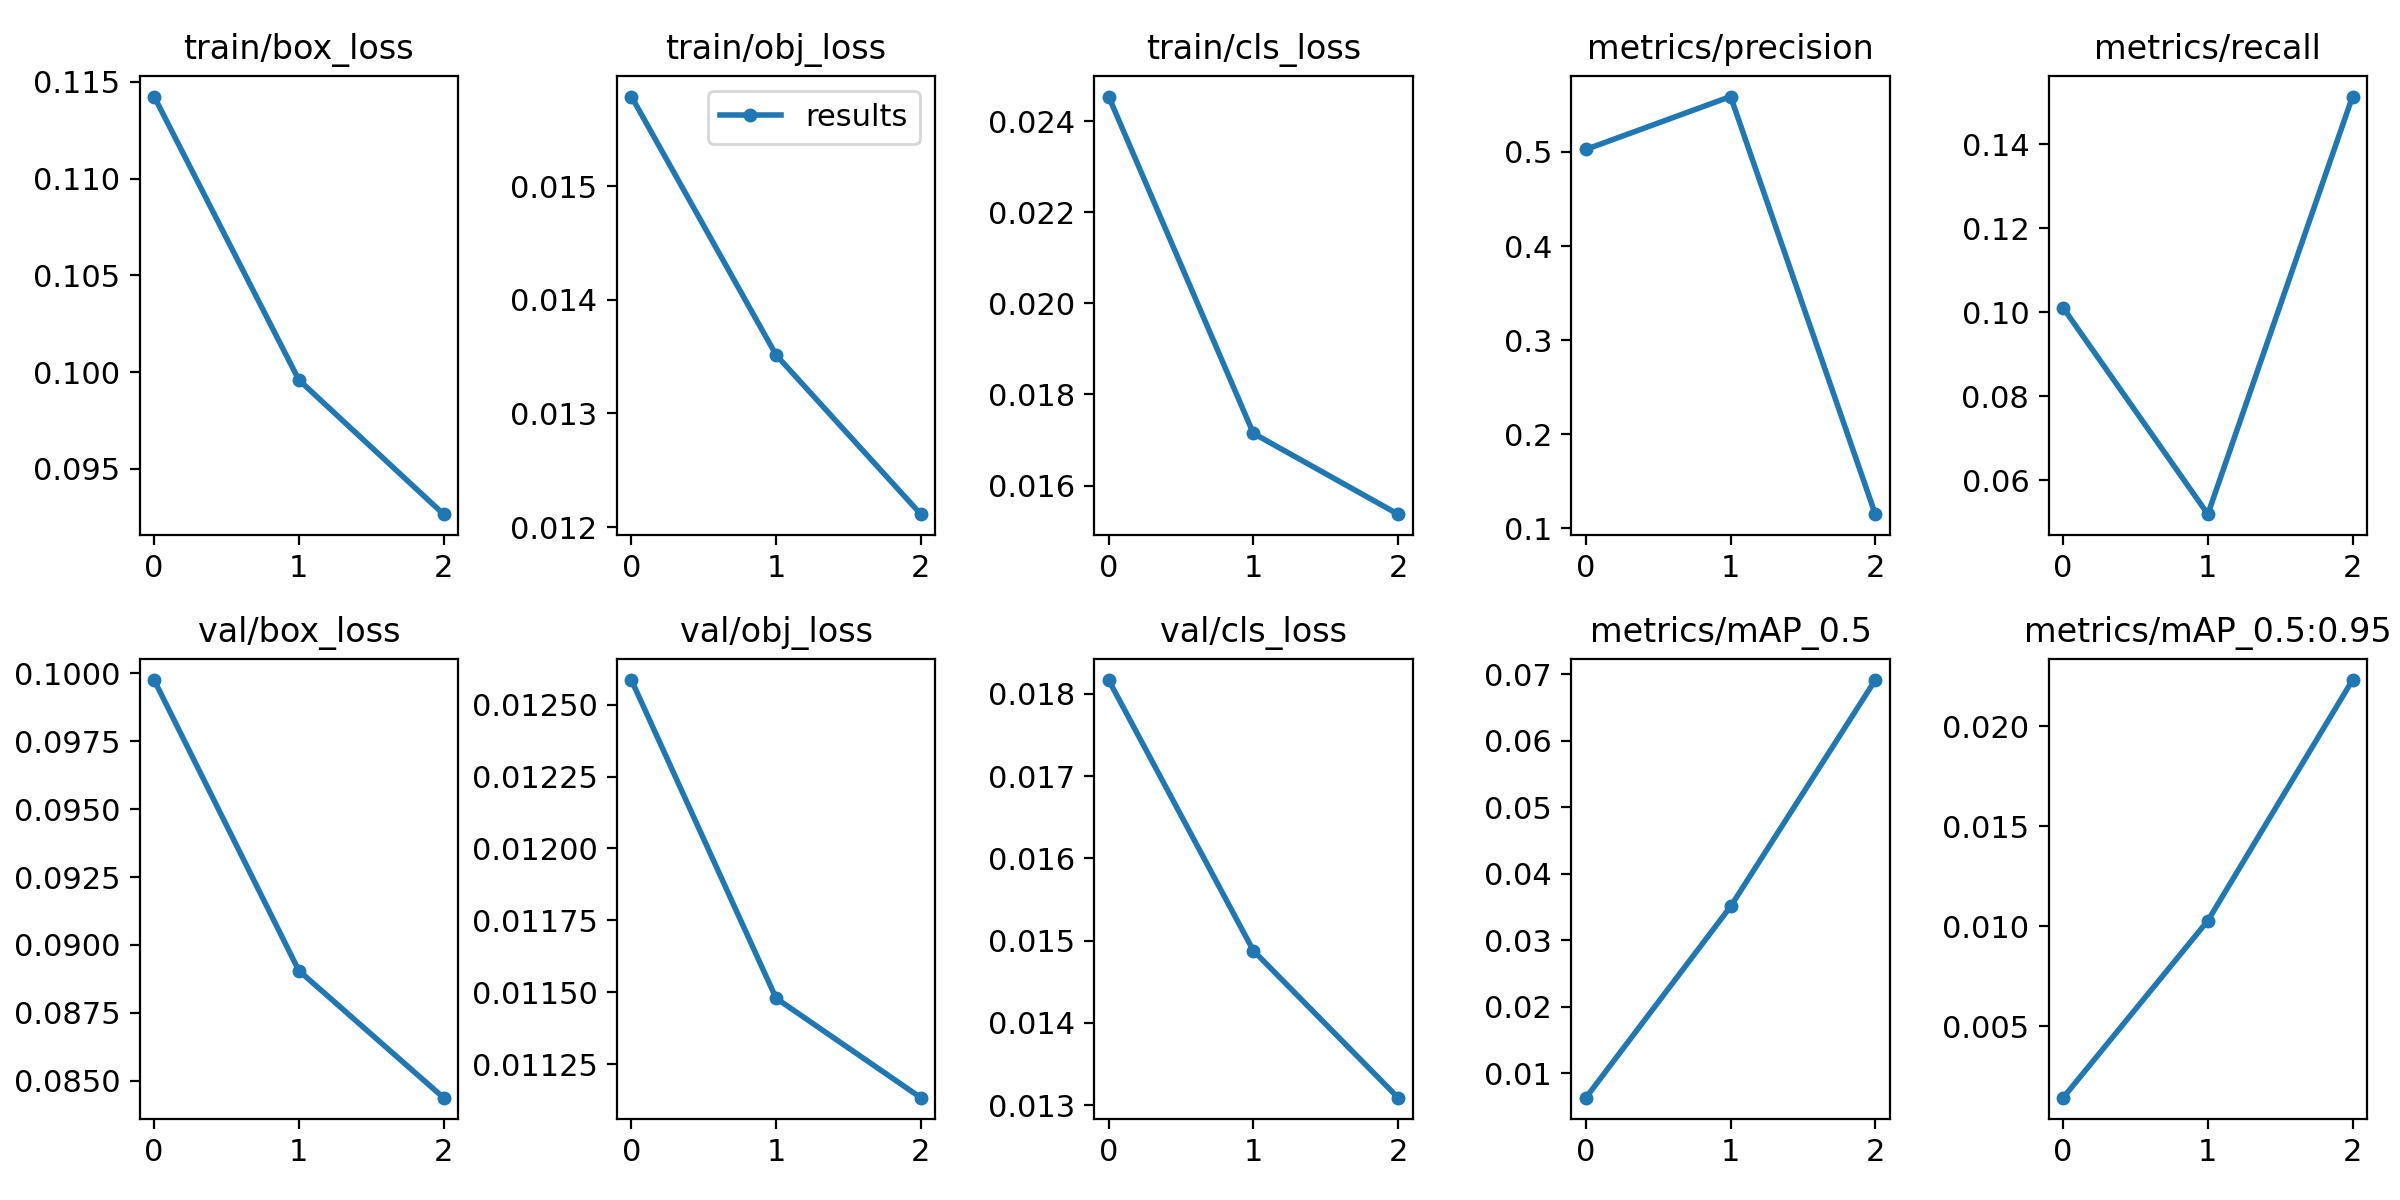 train/box_loss
0.115
0.110
0.105
0.100
0.095
0 1 2
train/obj_loss
results
0.015
0.014
0.013
0.012
0 1 2
train/cls_loss
0.024
0.022
0.020
0.018
0.016
0 1 2
metrics/precision
0.5
0.4
0.3
0.2
0.1
0 1 2
metrics/recall
0.14
0.12
0.10
0.08
0.06
0 1 2
val/box_loss
0.1000
0.0975
0.0950
0.0925
0.0900
0.0875
0.0850
0 1 2
val/obj_loss
0.01250
0.01225
0.01200
0.01175
0.01150
0.01125
0 1 2
val/cls_loss
0.018
0.017
0.016
0.015
0.014
0.013
0 1 2
metrics/mAP_0.5
0.07
0.06
0.05
0.04
0.03
0.02
0.01
0 1 2
metrics/mAP_0.5:0.95
0.020
0.015
0.010
0.005
0 1 2